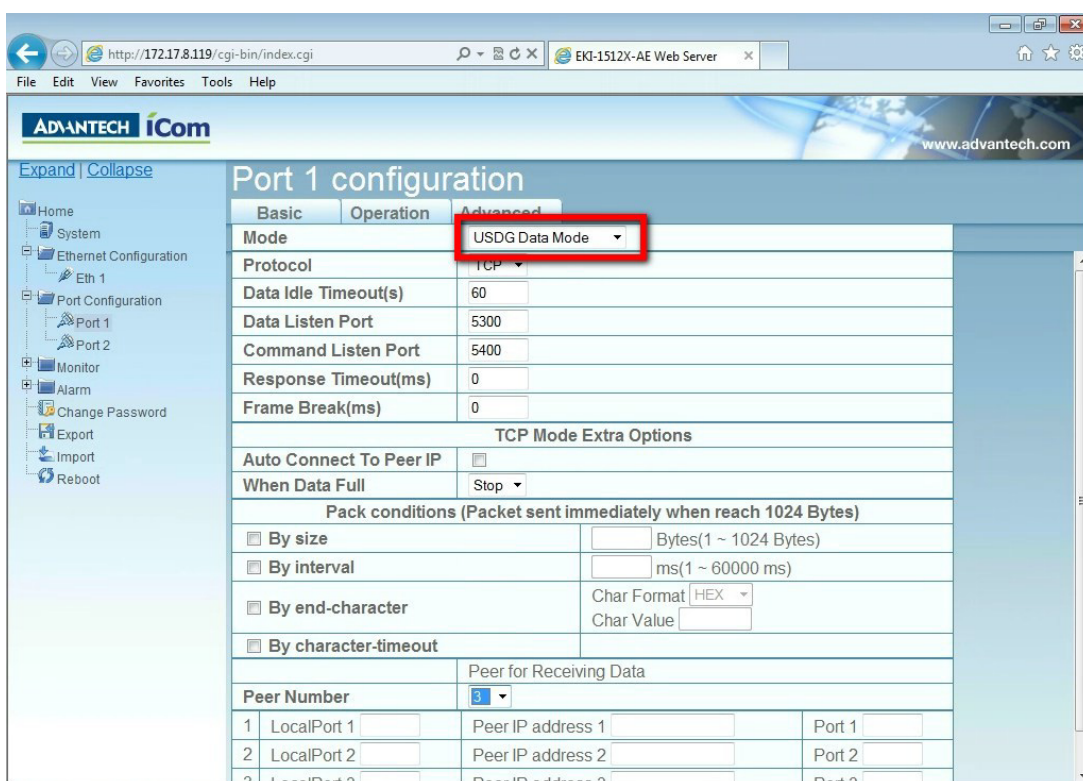 http://172.17.8.119/cgi-bin/index.cgi
EKI-1512X-AE Web Server
File Edit View Favorites Tools Help
ADVANTECH iCom
www.advantech.com
Expand | Collapse
Home
System
Ethernet Configuration
Eth 1
Port Configuration
Port 1
Port 2
Monitor
Alarm
Change Password
Export
Import
Reboot
Port 1 configuration
Basic Operation Advanced
Mode USDG Data Mode
Protocol TCP
Data Idle Timeout(s) 60
Data Listen Port 5300
Command Listen Port 5400
Response Timeout(ms) 0
Frame Break(ms) 0
TCP Mode Extra Options
Auto Connect To Peer IP
When Data Full Stop
Pack conditions (Packet sent immediately when reach 1024 Bytes)
By size Bytes(1 ~ 1024 Bytes)
By interval ms(1 ~ 60000 ms)
By end-character Char Format HEX
Char Value
By character-timeout
Peer for Receiving Data
Peer Number 3
1 LocalPort 1 Peer IP address 1 Port 1
2 LocalPort 2 Peer IP address 2 Port 2